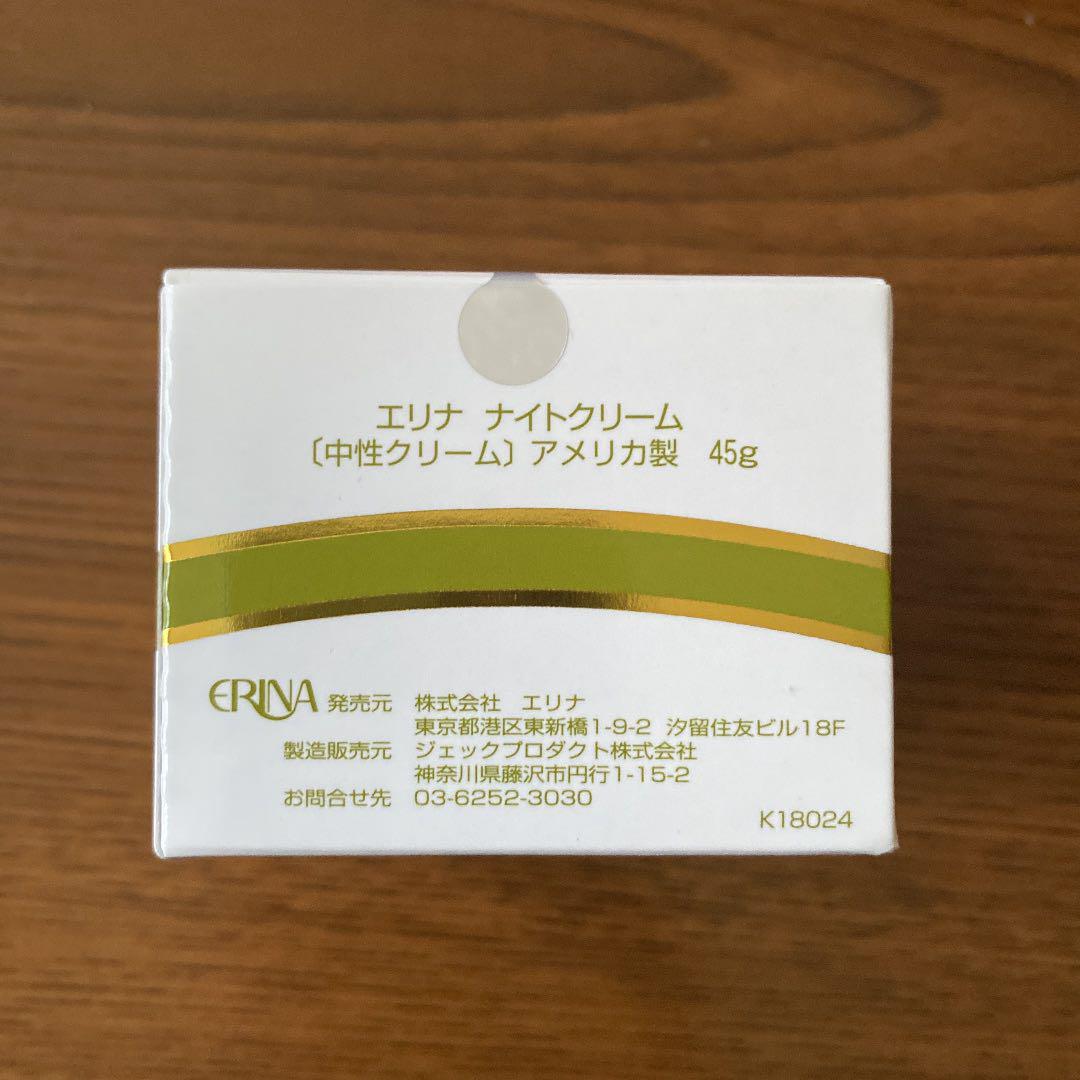 エリナ ナイトクリーム
〔中性クリーム〕アメリカ製 45g
ERINA 発売元 株式会社 エリナ
東京都港区東新橋1-9-2 汐留住友ビル18F
製造販売元 ジェックプロダクト株式会社
神奈川県藤沢市円行1-15-2
お問合せ先 03-6252-3030
K18024